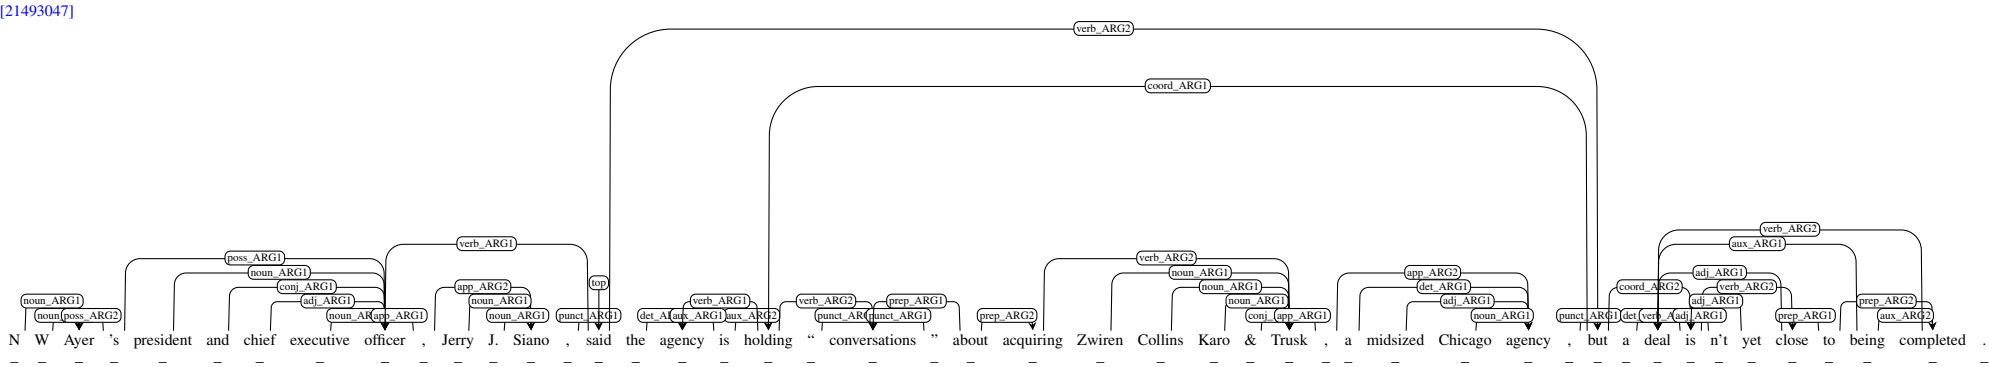 [21493047]
verb_ARG2
coord_ARG1
verb_ARG2
verb_ARG1 aux_ARG1
poss_ARG1 verb_ARG2
noun_ARG1 noun_ARG1 app_ARG2 adj_ARG1
top
conj_ARG1 app_ARG2 noun_ARG1 det_ARG1 coord_ARG2 verb_ARG2
noun_ARG1 adj_ARG1 noun_ARG1 verb_ARG1 verb_ARG2 prep_ARG1 noun_ARG1 adj_ARG1 adj_ARG1 prep_ARG2
poss_ARG2 app_ARG1 noun_ARG1 punct_ARG1 aux_ARG1 aux_ARG2 punct_ARG1 prep_ARG2 app_ARG1 noun_ARG1 punct_ARG1 prep_ARG1 aux_ARG2
N W Ayer 's president and chief executive officer , Jerry J. Siano , said the agency is holding “ conversations ” about acquiring Zwiren Collins Karo & Trusk , a midsized Chicago agency , but a deal is n't yet close to being completed .